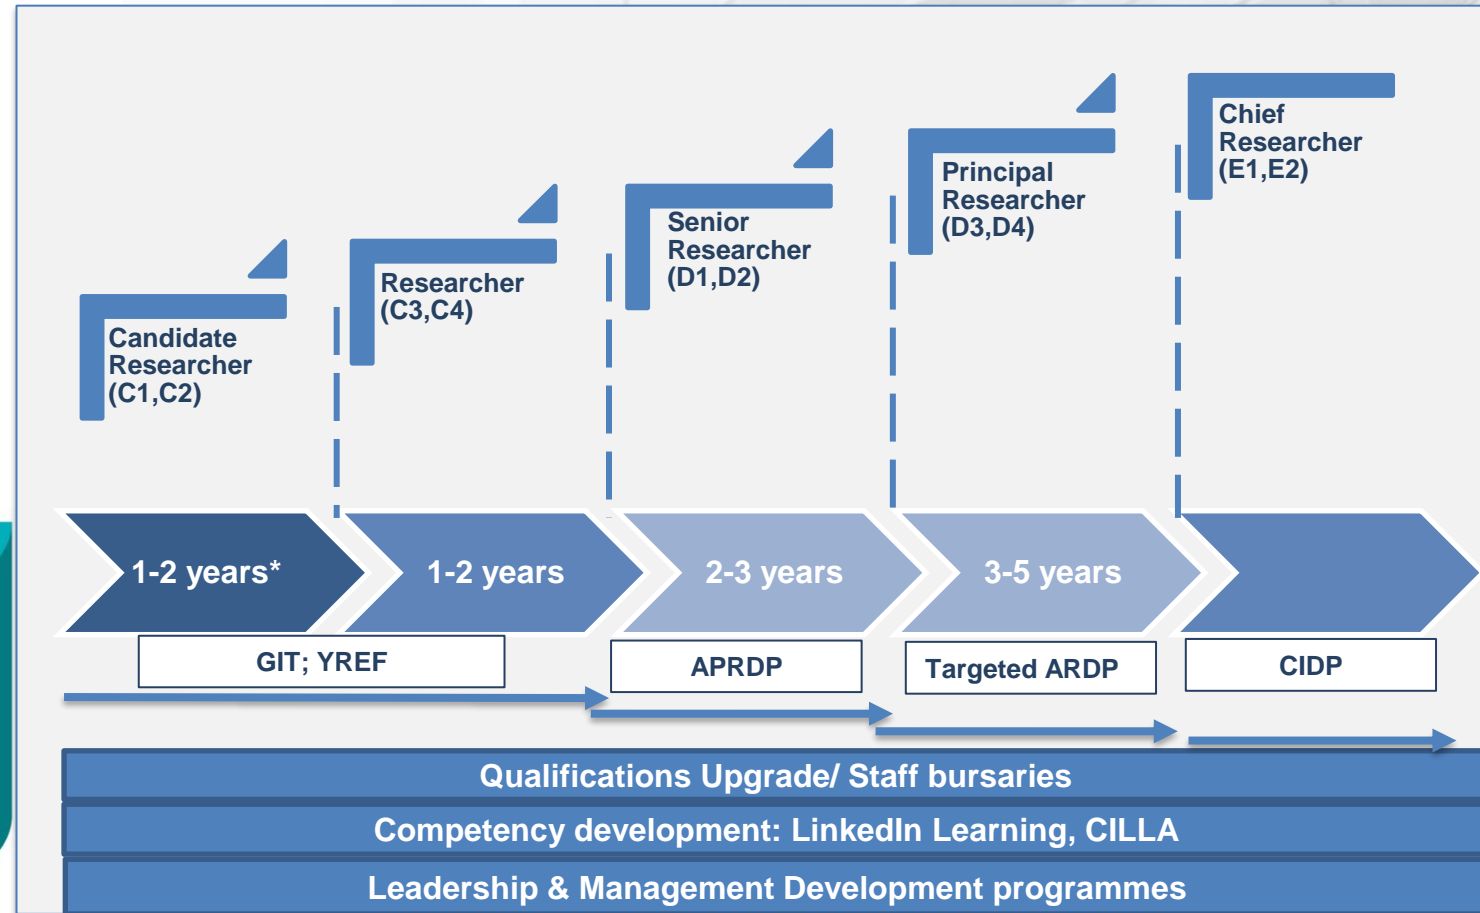 Candidate
Researcher
(C1,C2)
Researcher
(C3,C4)
Senior
Researcher
(D1,D2)
Principal
Researcher
(D3,D4)
Chief
Researcher
(E1,E2)
1-2 years*
1-2 years
2-3 years
3-5 years
GIT; YREF
APRDP
Targeted ARDP
CIDP
Qualifications Upgrade/ Staff bursaries
Competency development: LinkedIn Learning, CILLA
Leadership & Management Development programmes